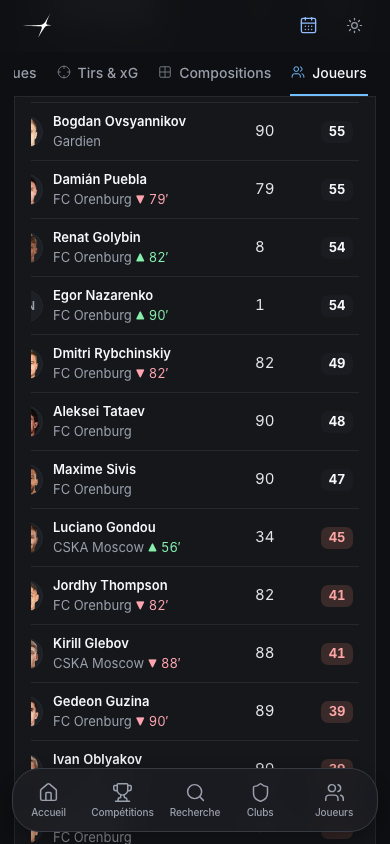 ues Tirs & xG Compositions Joueurs
Bogdan Ovsyannikov 90 55
Gardien
Damián Puebla 79 55
FC Orenburg ▼ 79’
Renat Golybin 8 54
FC Orenburg ▲ 82’
N
Egor Nazarenko 1 54
FC Orenburg ▲ 90’
Dmitri Rybchinskiy 82 49
FC Orenburg ▼ 82’
Aleksei Tataev 90 48
FC Orenburg
Maxime Sivis 90 47
FC Orenburg
Luciano Gondou 34 45
CSKA Moscow ▲ 56’
Jordhy Thompson 82 41
FC Orenburg ▼ 82’
Kirill Glebov 88 41
CSKA Moscow ▼ 88’
Gedeon Guzina 89 39
FC Orenburg ▼ 90’
Ivan Oblyakov 90 39
Accueil Compétitions Recherche Clubs Joueurs
FC Orenburg